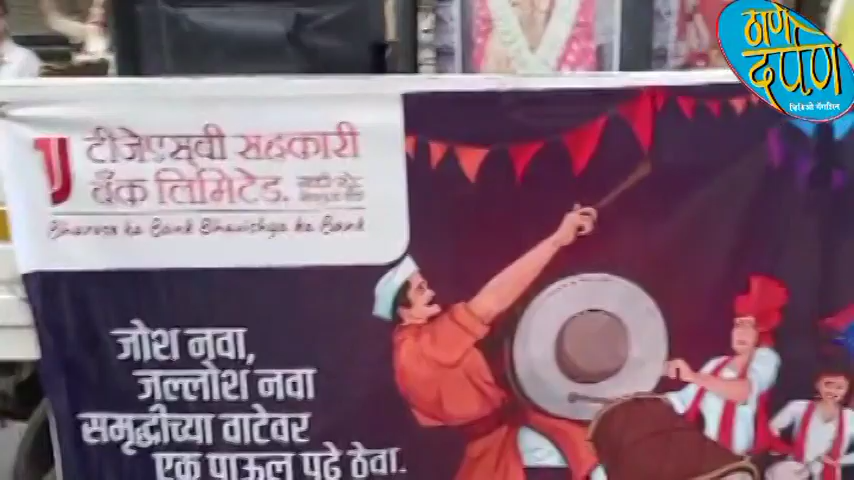 ठाणे
दर्पण
टीजेएसबी सहकारी
बँक लिमिटेड.
Bharosa ka Bank Bhavishya ka Bank
जोश नवा,
जल्लोश नवा
समृद्धीच्या वाटेवर
एक पाऊल पुढे ठेवा.